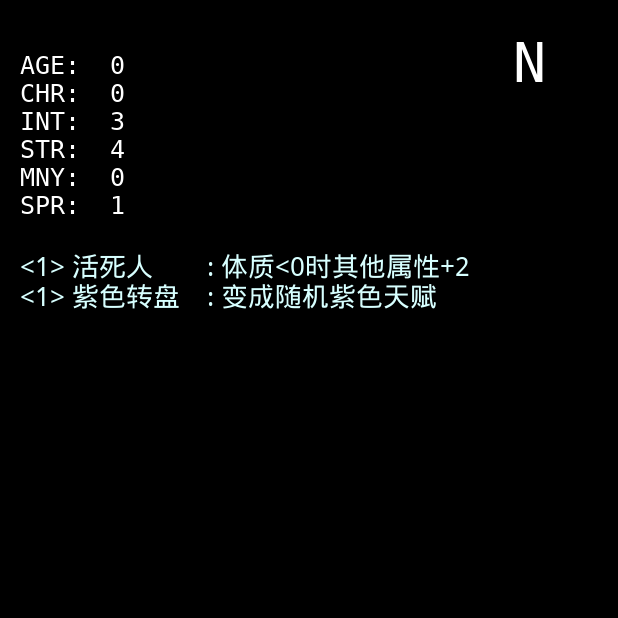 N
AGE: 0
CHR: 0
INT: 3
STR: 4
MNY: 0
SPR: 1
<1> 活死人 : 体质<0时其他属性+2
<1> 紫色转盘 : 变成随机紫色天赋